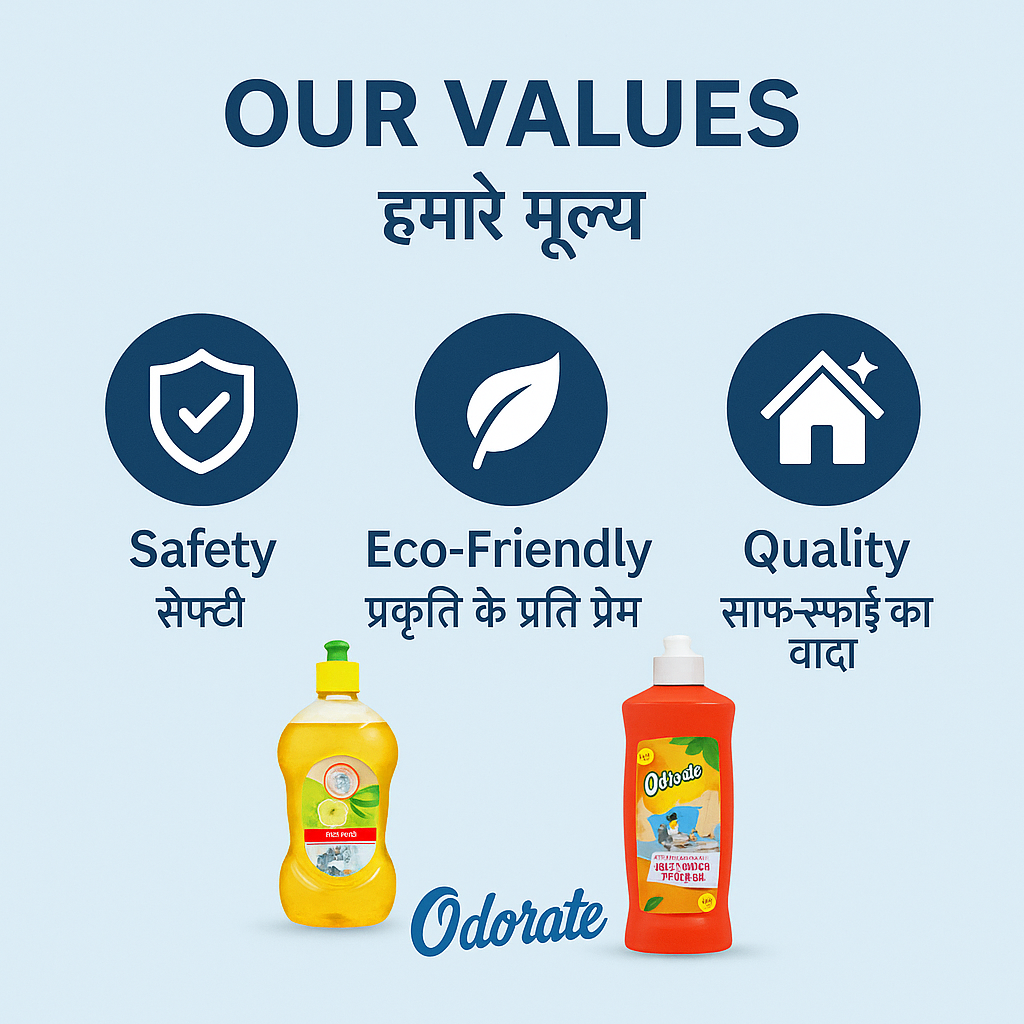 OUR VALUES
हमारे मूल्य
Safety
सेफ्टी
Eco-Friendly
प्रकृति के प्रति प्रेम
Quality
साफ-स्फाई का
वादा
Odorate
Odorate